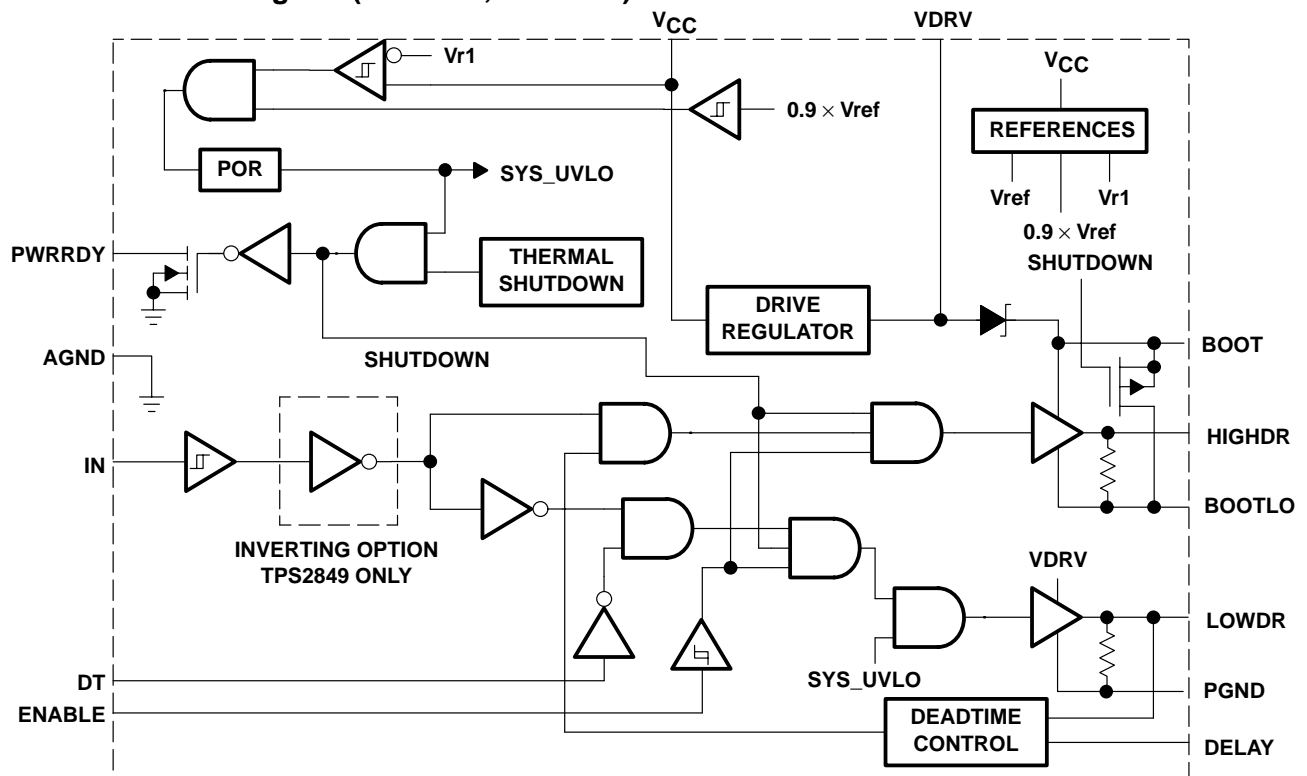 VCC
VDRV
Vr1
VCC
0.9 × Vref
REFERENCES
POR
SYS_UVLO
Vref
Vr1
0.9 × Vref
PWRRDY
THERMAL
SHUTDOWN
SHUTDOWN
DRIVE
REGULATOR
BOOT
AGND
SHUTDOWN
HIGHDR
IN
BOOTLO
INVERTING OPTION
TPS2849 ONLY
VDRV
LOWDR
SYS_UVLO
DT
PGND
ENABLE
DEADTIME
CONTROL
DELAY